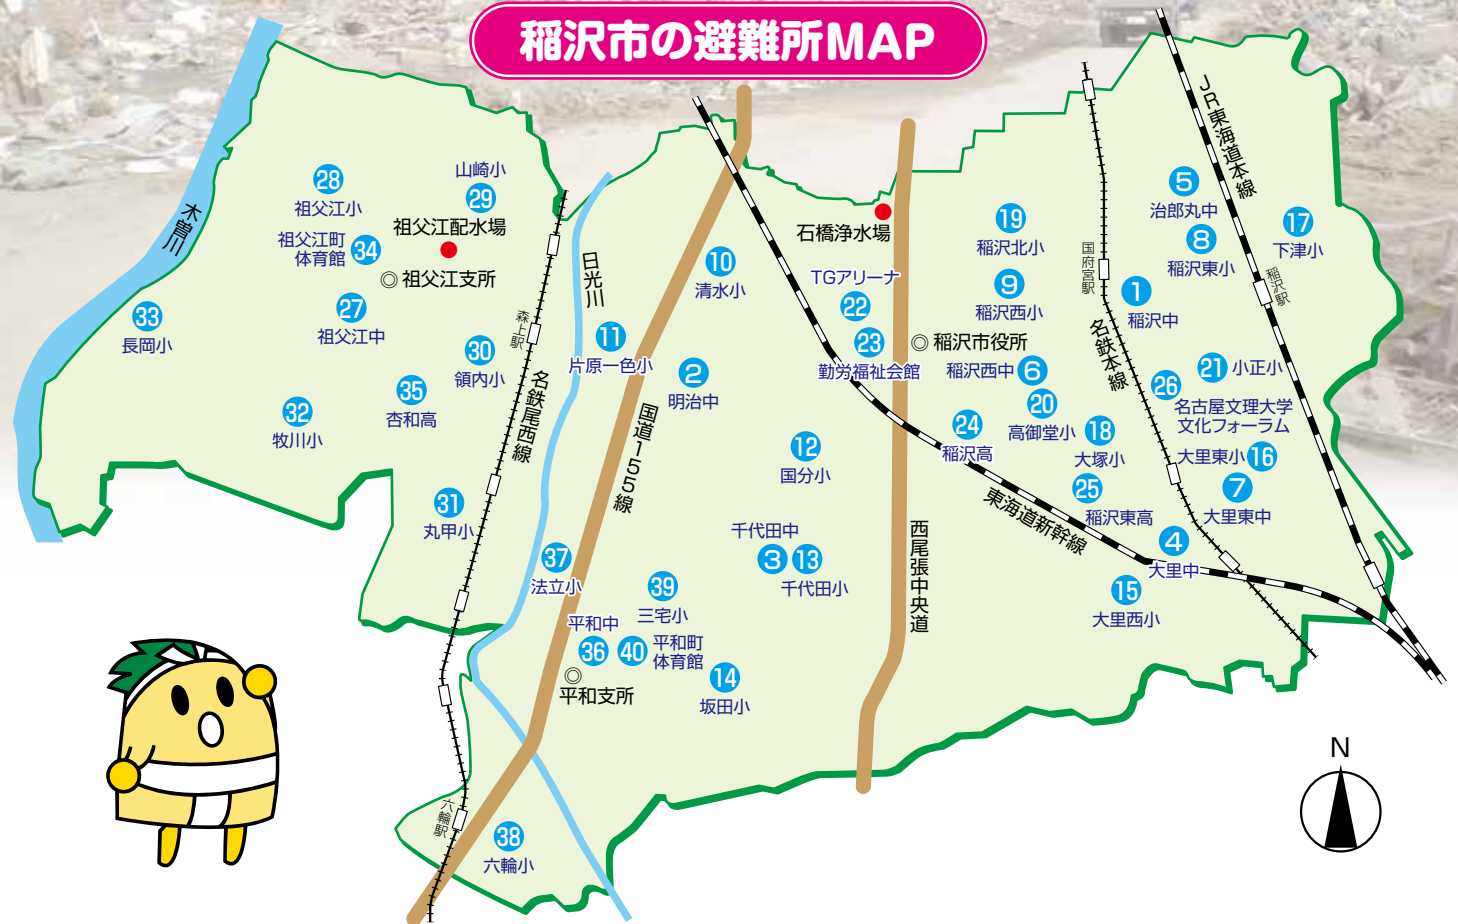 稲沢市の避難所MAP
木曽川
28
祖父江小
山崎小
29
祖父江配水場
祖父江町
体育館
34
◎ 祖父江支所
33
長岡小
27
祖父江中
30
領内小
35
杏和高
32
牧川小
31
丸甲小
森上駅
名鉄尾西線
日光川
11
片原一色小
10
清水小
2
明治中
国道155線
石橋浄水場
TGアリーナ
22
23
勤労福祉会館
◎ 稲沢市役所
19
稲沢北小
9
稲沢西小
稲沢西中 6
20
高御堂小
24
稲沢高
18
大塚小
25
稲沢東高
12
国分小
千代田中
3 13
千代田小
西尾張中央道
東海道新幹線
国府宮駅
名鉄本線
JR東海道本線
稲沢駅
5
治郎丸中
8
稲沢東小
17
下津小
1
稲沢中
21 小正小
26
名古屋文理大学
文化フォーラム
大里東小 16
7
大里東中
4
大里中
15
大里西小
37
法立小
39
三宅小
平和中
36 40 平和町
体育館
◎
平和支所
14
坂田小
六輪駅
38
六輪小
N